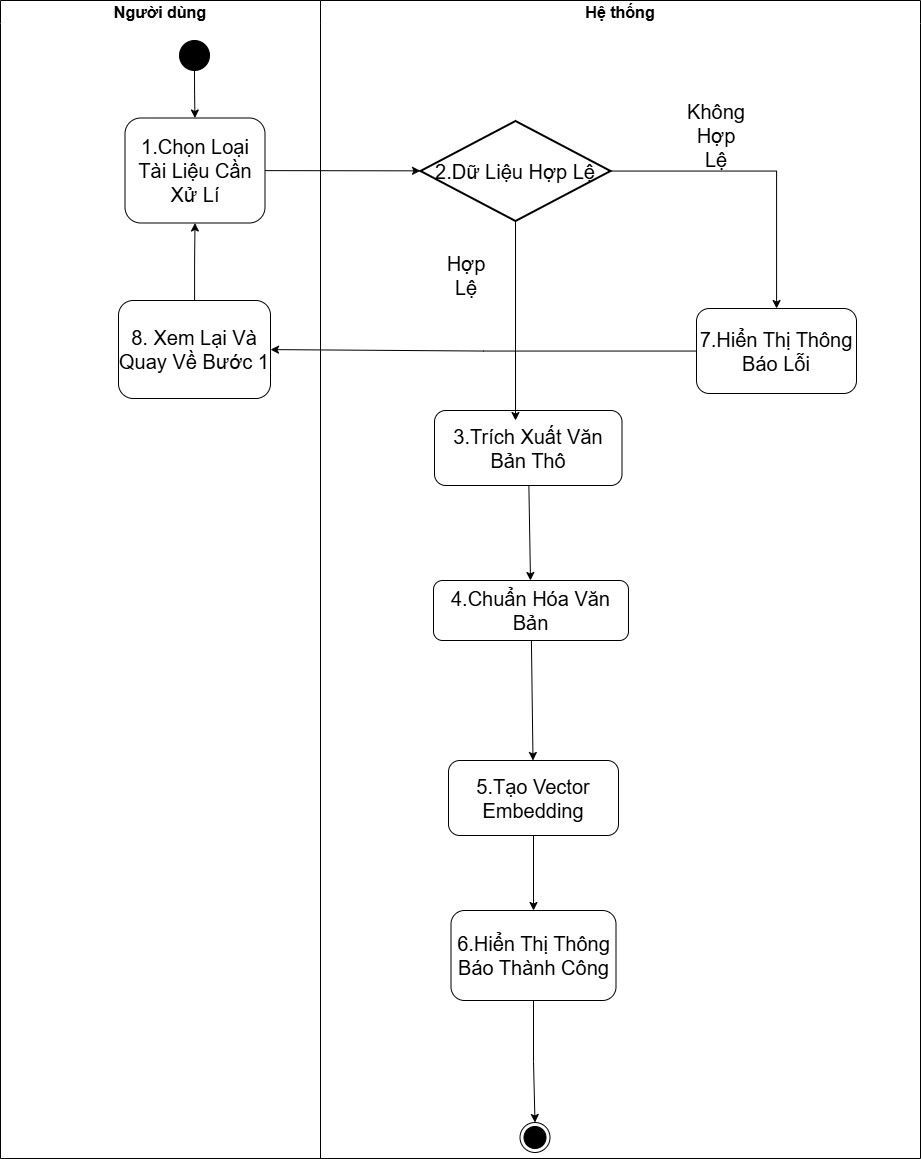 Người dùng
Hệ thống
1.Chọn Loại
Tài Liệu Cần
Xử Lí
2.Dữ Liệu Hợp Lê
Không
Hợp
Lệ
Hợp
Lệ
8. Xem Lại Và
Quay Về Bước 1
7.Hiển Thị Thông
Báo Lỗi
3.Trích Xuất Văn
Bản Thô
4.Chuẩn Hóa Văn
Bản
5.Tạo Vector
Embedding
6.Hiển Thị Thông
Báo Thành Công